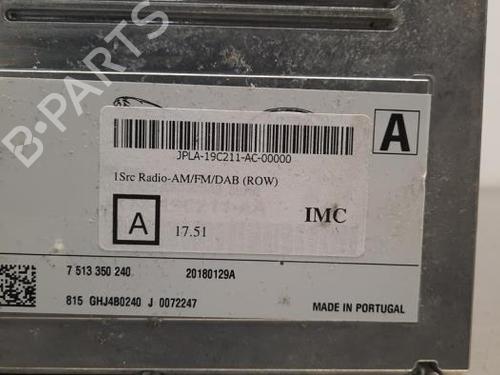 B-Parts
A
JPLA-19C211-AC-00000
1Src Radio-AM/FM/DAB (ROW)
A
17.51
IMC
7 513 350 240
20180129A
815 GHJ4B0240 J 0072247
MADE IN PORTUGAL